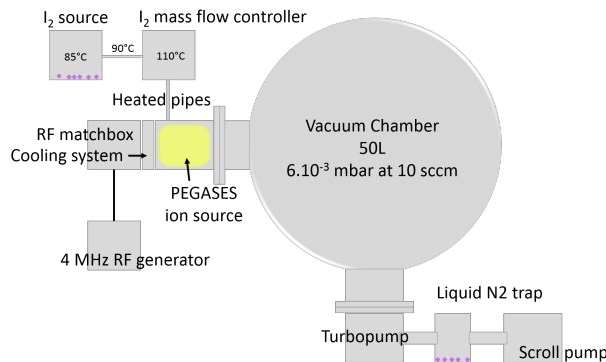 I₂ source
I₂ mass flow controller
85°C
90°C
110°C
Heated pipes
RF matchbox
Cooling system
PEGASES
ion source
4 MHz RF generator
Vacuum Chamber
50L
6.10⁻³ mbar at 10 sccm
Liquid N2 trap
Turbopump
Scroll pump